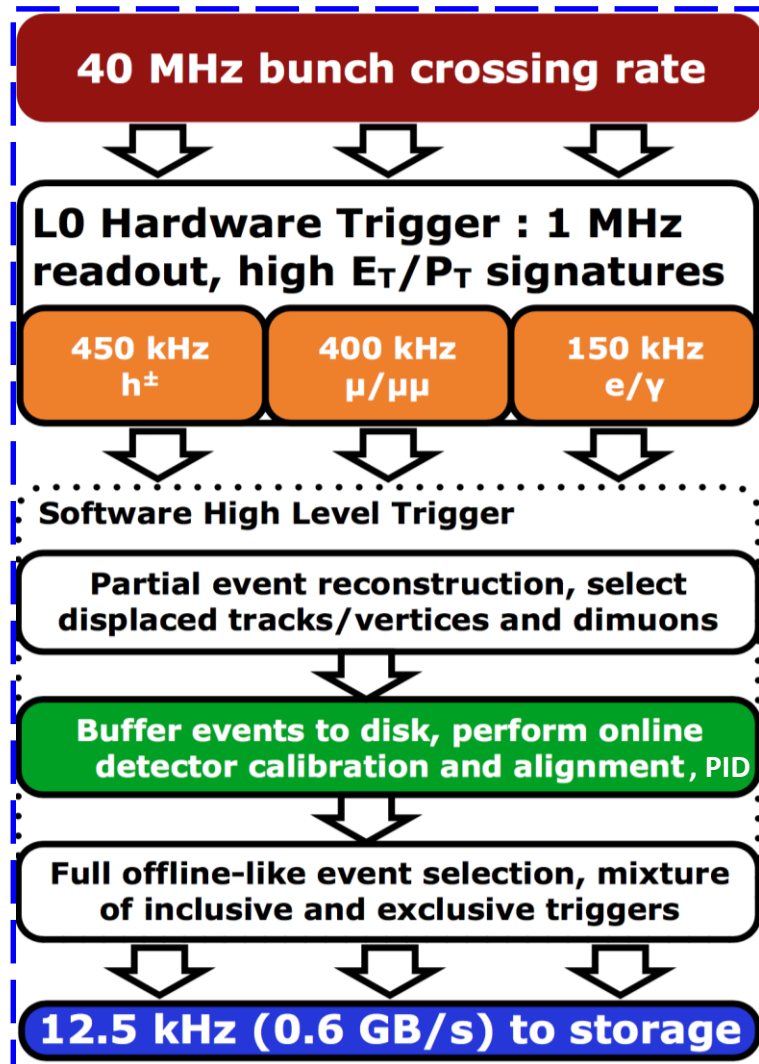 40 MHz bunch crossing rate
L0 Hardware Trigger : 1 MHz
readout, high E_T/P_T signatures
450 kHz
h±
400 kHz
μ/μμ
150 kHz
e/γ
Software High Level Trigger
Partial event reconstruction, select
displaced tracks/vertices and dimuons
Buffer events to disk, perform online
detector calibration and alignment, PID
Full offline-like event selection, mixture
of inclusive and exclusive triggers
12.5 kHz (0.6 GB/s) to storage